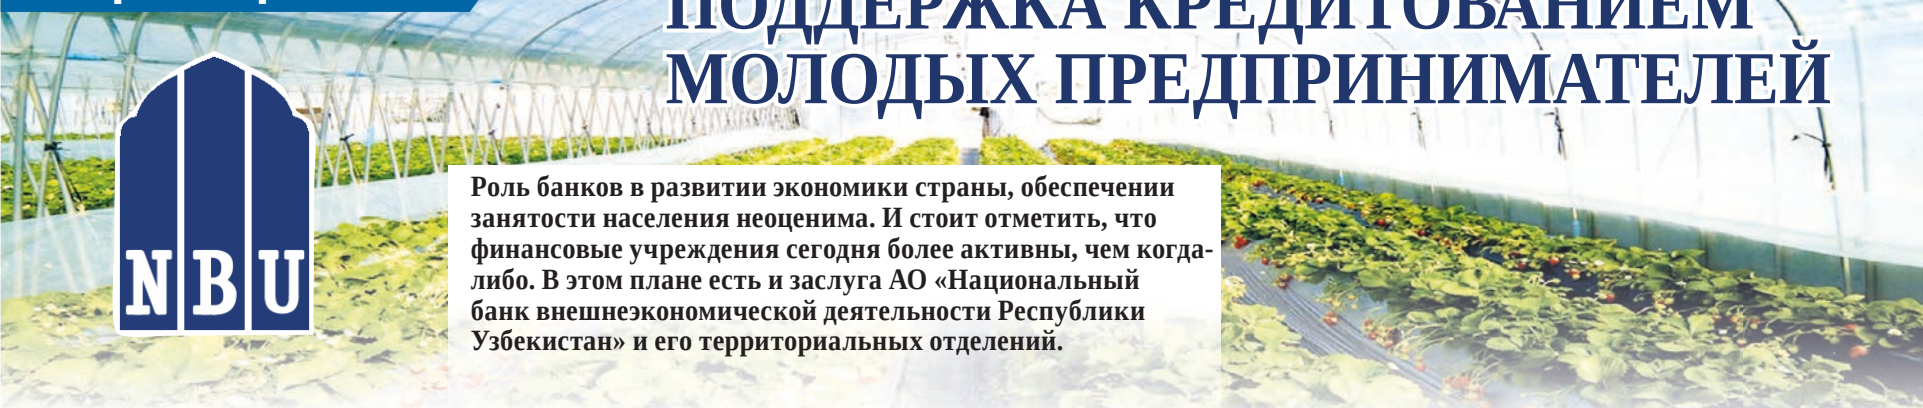 ПОДДЕРЖКА КРЕДИТОВАНИЕМ
МОЛОДЫХ ПРЕДПРИНИМАТЕЛЕЙ
NBU
Роль банков в развитии экономики страны, обеспечении
занятости населения неоценима. И стоит отметить, что
финансовые учреждения сегодня более активны, чем когда-
либо. В этом плане есть и заслуга АО «Национальный
банк внешнеэкономической деятельности Республики
Узбекистан» и его территориальных отделений.